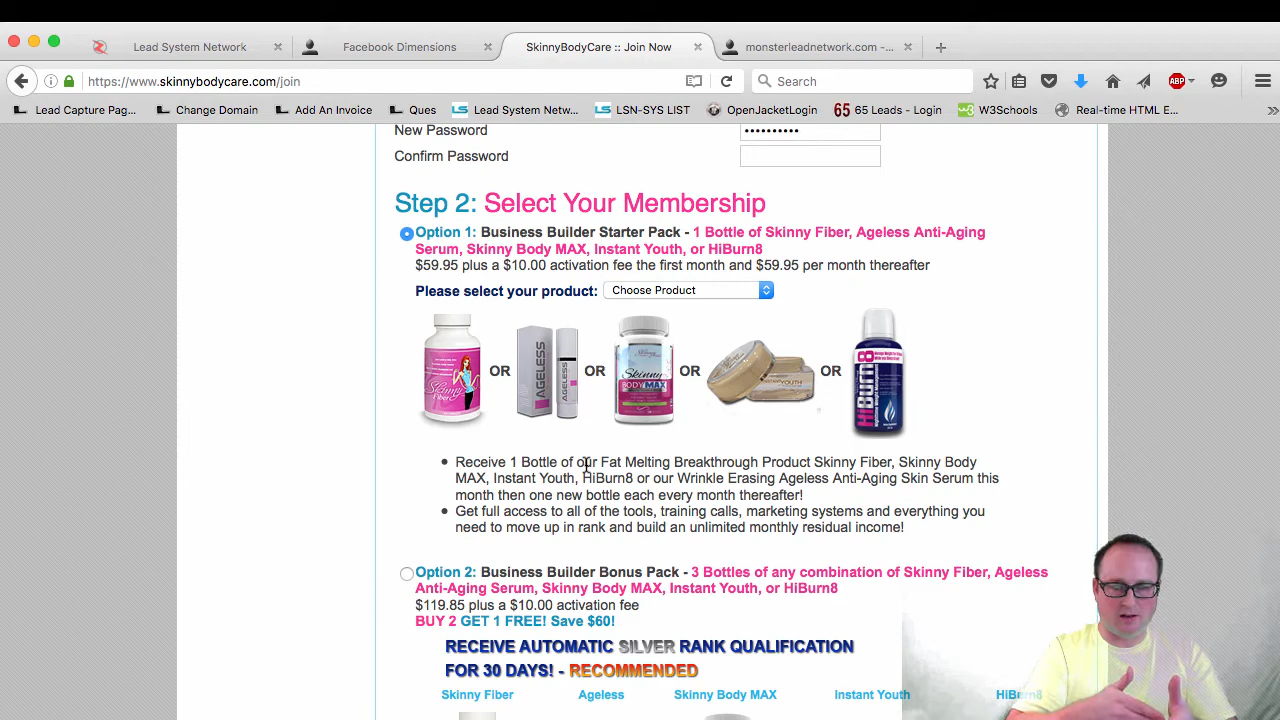 Lead System Network
Facebook Dimensions
SkinnyBodyCare :: Join Now
monsterleadnetwork.com -...
https://www.skinnybodycare.com/join
Search
ABP
Lead Capture Pag...
Change Domain
Add An Invoice
Ques
LS Lead System Netw...
LS LSN-SYS LIST
OpenJacketLogin
65 65 Leads - Login
W3Schools
Real-time HTML E...
New Password
••••••••••
Confirm Password
Step 2: Select Your Membership
Option 1: Business Builder Starter Pack - 1 Bottle of Skinny Fiber, Ageless Anti-Aging
Serum, Skinny Body MAX, Instant Youth, or HiBurn8
$59.95 plus a $10.00 activation fee the first month and $59.95 per month thereafter
Please select your product: Choose Product
Skinny
Fiber
OR
AGELESS
AGELESS
OR
Skinny
BODY MAX
OR
OR
HiBurn8
• Receive 1 Bottle of our Fat Melting Breakthrough Product Skinny Fiber, Skinny Body
MAX, Instant Youth, HiBurn8 or our Wrinkle Erasing Ageless Anti-Aging Skin Serum this
month then one new bottle each every month thereafter!
• Get full access to all of the tools, training calls, marketing systems and everything you
need to move up in rank and build an unlimited monthly residual income!
Option 2: Business Builder Bonus Pack - 3 Bottles of any combination of Skinny Fiber, Ageless
Anti-Aging Serum, Skinny Body MAX, Instant Youth, or HiBurn8
$119.85 plus a $10.00 activation fee
BUY 2 GET 1 FREE! Save $60!
RECEIVE AUTOMATIC SILVER RANK QUALIFICATION
FOR 30 DAYS! - RECOMMENDED
Skinny Fiber
Ageless
Skinny Body MAX
Instant Youth
HiBurn8